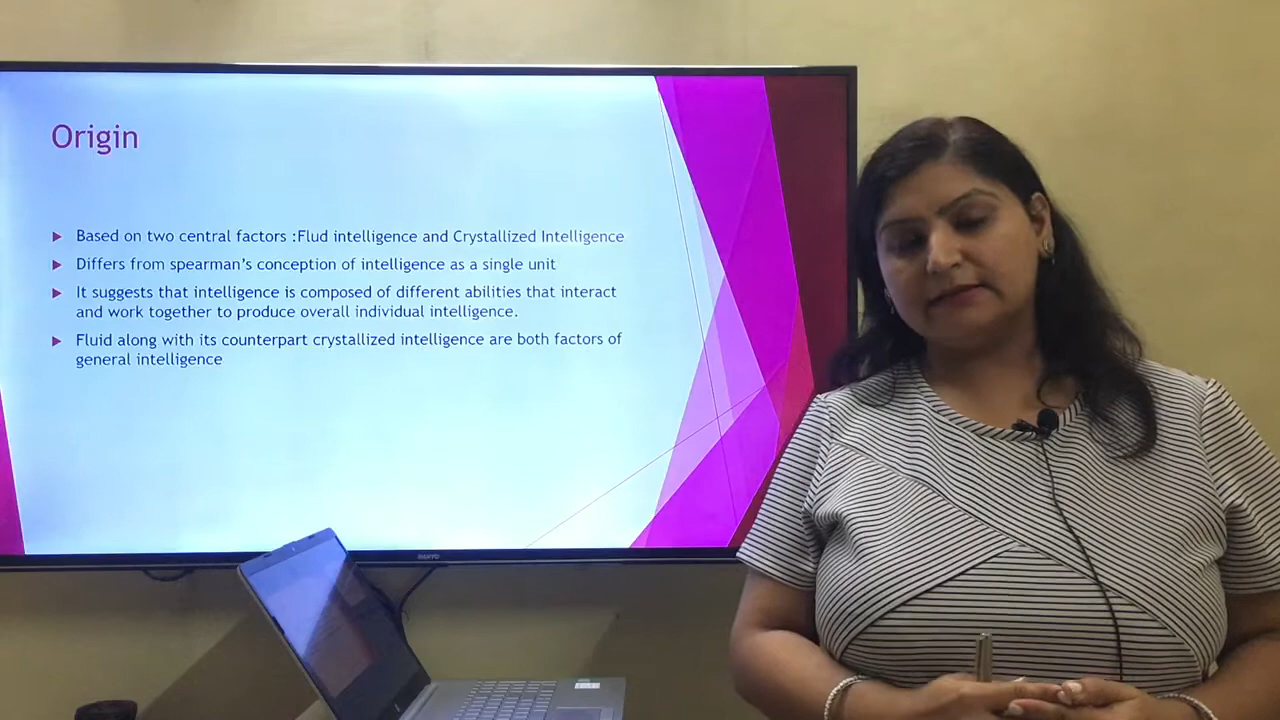 Origin
Based on two central factors :Flud intelligence and Crystallized Intelligence
Differs from spearman's conception of intelligence as a single unit
It suggests that intelligence is composed of different abilities that interact
and work together to produce overall individual intelligence.
Fluid along with its counterpart crystallized intelligence are both factors of
general intelligence
SANYO